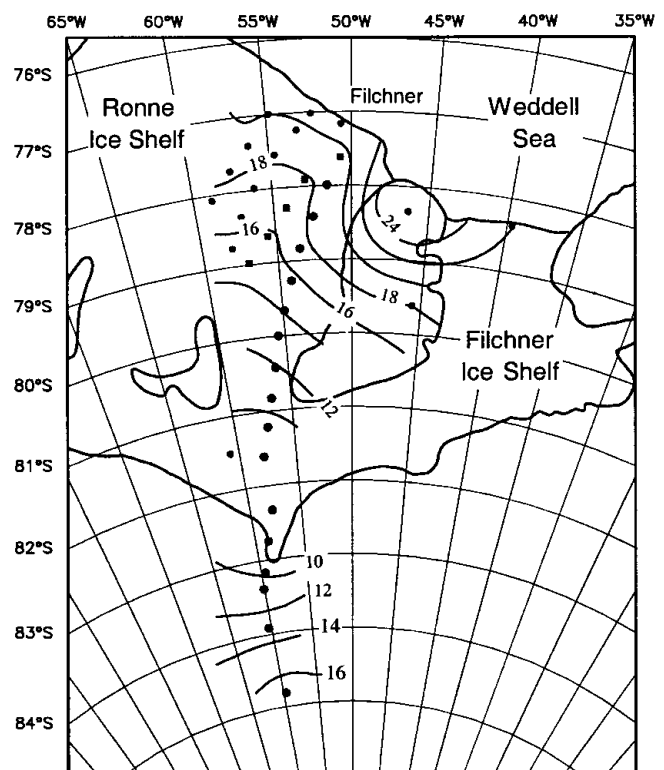 65°W 60°W 55°W 50°W 45°W 40°W 35°W
76°S
Filchner
Ronne
Ice Shelf
Weddell
Sea
77°S
18
24
78°S
16
18
79°S
16
Filchner
Ice Shelf
80°S
12
81°S
82°S
10
12
83°S
14
16
84°S